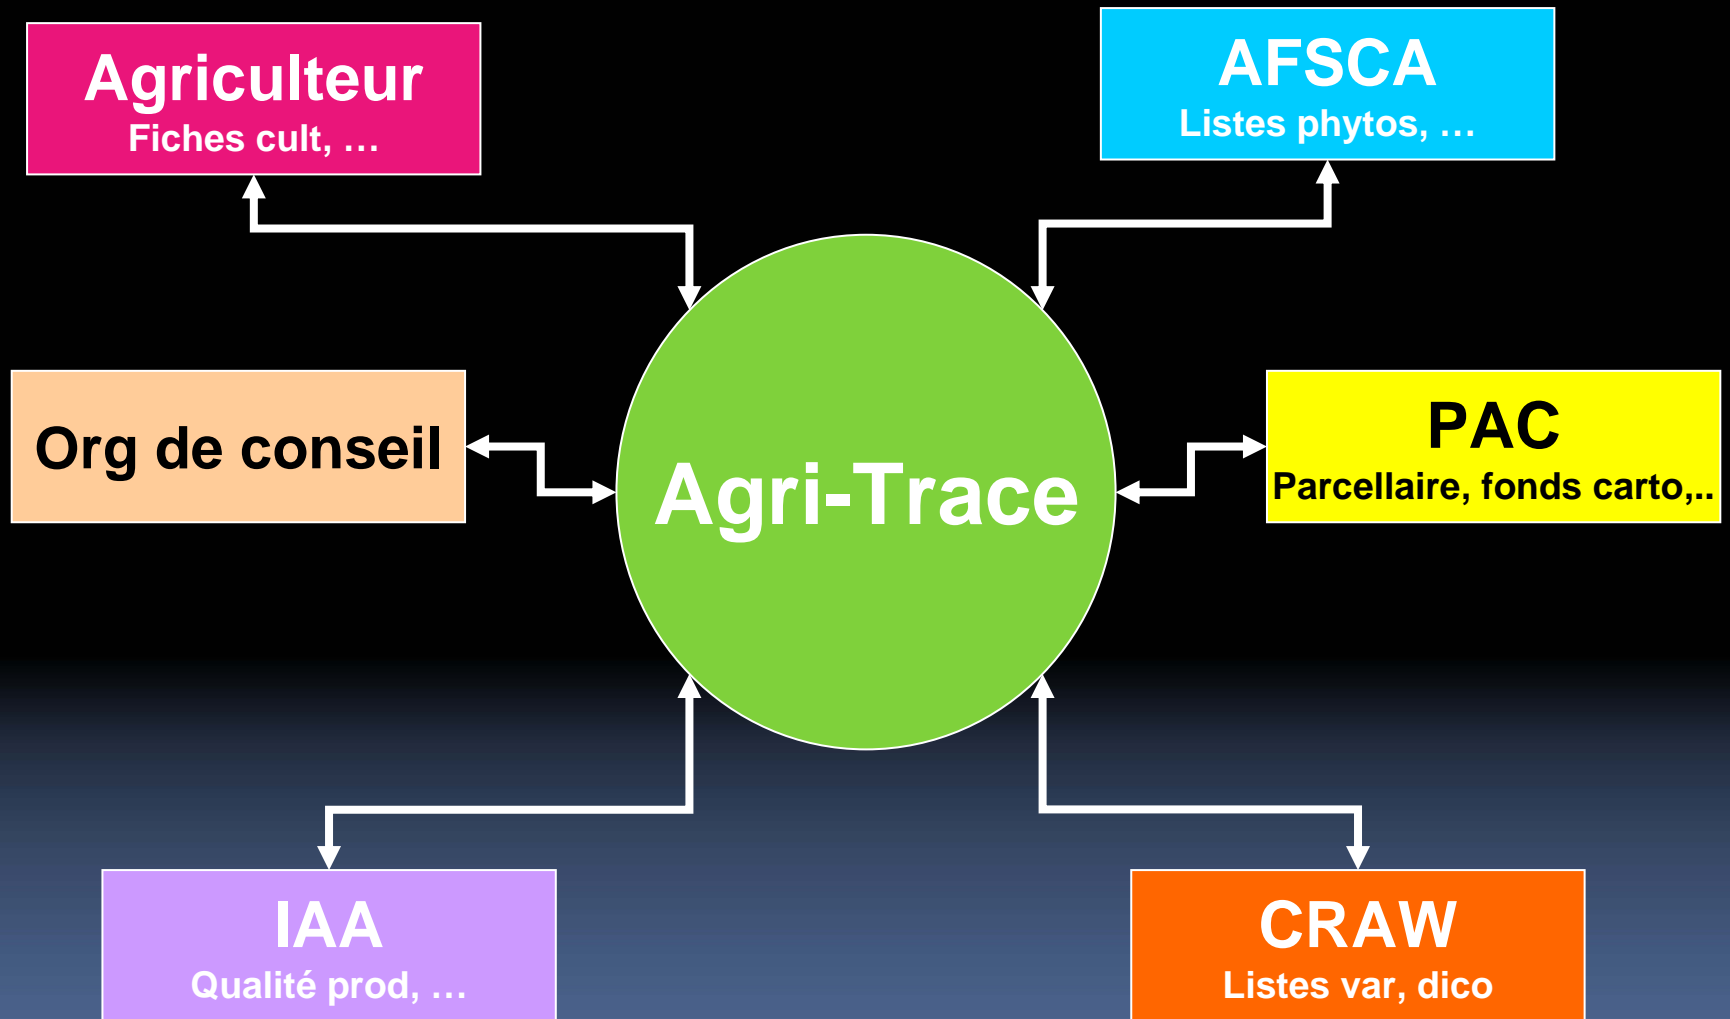 Agriculteur
Fiches cult, …
AFSCA
Listes phytos, …
Org de conseil
Agri-Trace
PAC
Parcellaire, fonds carto,..
IAA
Qualité prod, …
CRAW
Listes var, dico